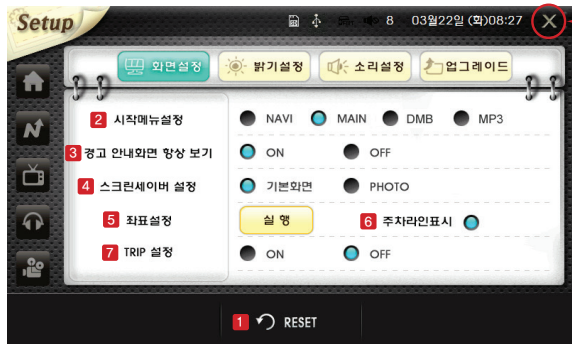 Setup 8 03월22일 (화)08:27
화면설정 밝기설정 소리설정 업그레이드
2 시작메뉴설정 NAVI MAIN DMB MP3
3 경고 안내화면 항상 보기 ON OFF
4 스크린세이버 설정 기본화면 PHOTO
5 좌표설정 실 행 6 주차라인표시
7 TRIP 설정 ON OFF
1 RESET